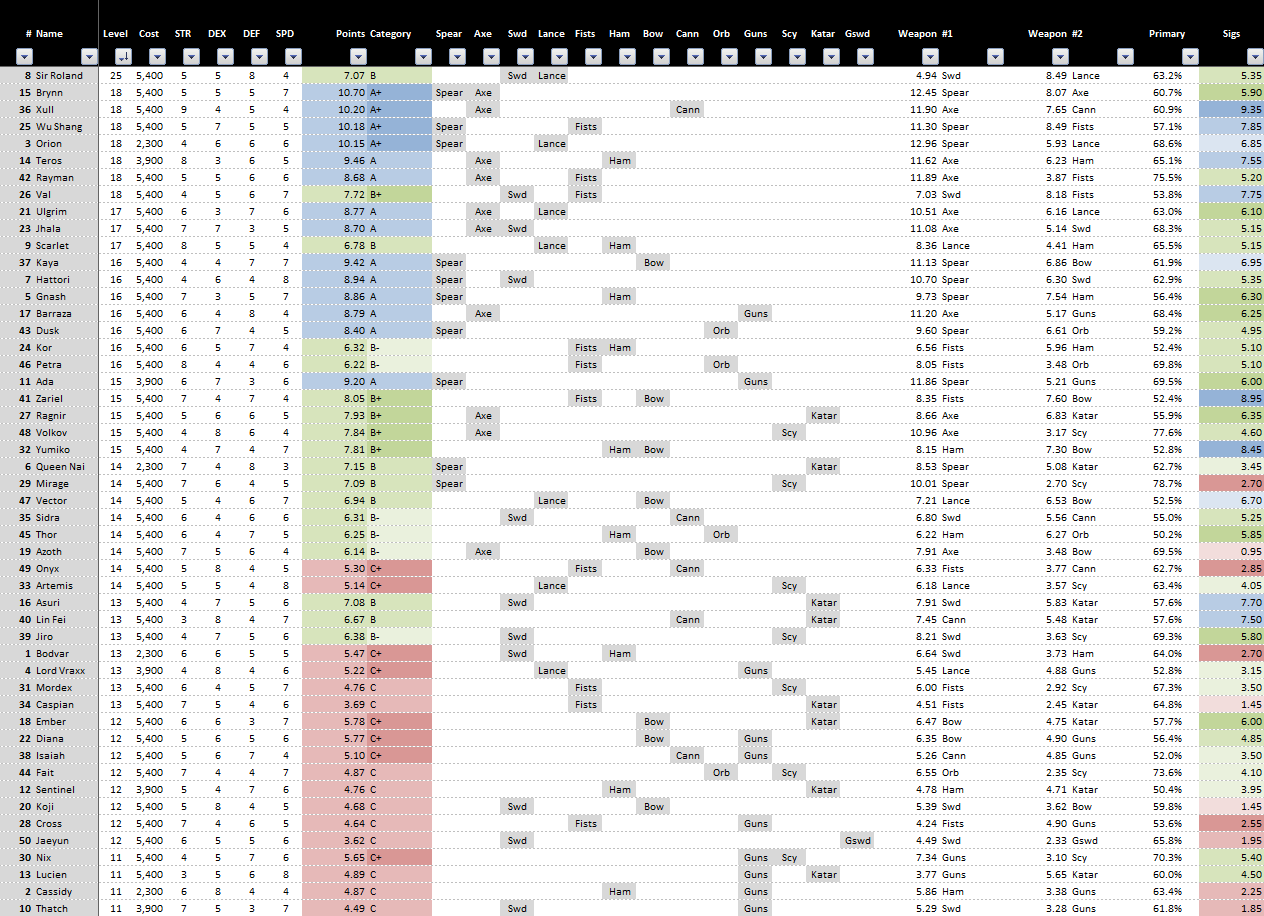 # Name Level Cost STR DEX DEF SPD Points Category Spear Axe Swd Lance Fists Ham Bow Cann Orb Guns Scy Katar Gswd Weapon #1 Weapon #2 Primary Sigs
8 Sir Roland 25 5,400 5 5 8 4 7.07 B Swd Lance 4.94 Swd 8.49 Lance 63.2% 5.35
15 Brynn 18 5,400 5 5 5 7 10.70 A+ Spear Axe 12.45 Spear 8.07 Axe 60.7% 5.90
36 Xull 18 5,400 9 4 5 4 10.20 A+ Axe Cann 11.90 Axe 7.65 Cann 60.9% 9.35
25 Wu Shang 18 5,400 5 7 5 5 10.18 A+ Spear Fists 11.30 Spear 8.49 Fists 57.1% 7.85
3 Orion 18 2,300 4 6 6 6 10.15 A+ Spear Lance 12.96 Spear 5.93 Lance 68.6% 6.85
14 Teros 18 3,900 8 3 6 5 9.46 A Axe Ham 11.62 Axe 6.23 Ham 65.1% 7.55
42 Rayman 18 5,400 5 5 6 6 8.68 A Axe Fists 11.89 Axe 3.87 Fists 75.5% 5.20
26 Val 18 5,400 4 5 6 7 7.72 B+ Swd Fists 7.03 Swd 8.18 Fists 53.8% 7.75
21 Ulgrim 17 5,400 6 3 7 6 8.77 A Axe Lance 10.51 Axe 6.16 Lance 63.0% 6.10
23 Jhala 17 5,400 7 7 3 5 8.70 A Axe Swd 11.08 Axe 5.14 Swd 68.3% 5.15
9 Scarlet 17 5,400 8 5 5 4 6.78 B Lance Ham 8.36 Lance 4.41 Ham 65.5% 5.15
37 Kaya 16 5,400 4 4 7 7 9.42 A Spear Bow 11.13 Spear 6.86 Bow 61.9% 6.95
7 Hattori 16 5,400 4 6 4 8 8.94 A Spear Swd 10.70 Spear 6.30 Swd 62.9% 5.35
5 Gnash 16 5,400 7 3 5 7 8.86 A Spear Ham 9.73 Spear 7.54 Ham 56.4% 6.30
17 Barraza 16 5,400 6 4 8 4 8.79 A Axe Guns 11.20 Axe 5.17 Guns 68.4% 6.25
43 Dusk 16 5,400 6 7 4 5 8.40 A Spear Orb 9.60 Spear 6.61 Orb 59.2% 4.95
24 Kor 16 5,400 6 5 7 4 6.32 B- Fists Ham 6.56 Fists 5.96 Ham 52.4% 5.10
46 Petra 16 5,400 8 4 4 6 6.22 B- Fists Orb 8.05 Fists 3.48 Orb 69.8% 5.10
11 Ada 15 3,900 6 7 3 6 9.20 A Spear Guns 11.86 Spear 5.21 Guns 69.5% 6.00
41 Zariel 15 5,400 7 4 7 4 8.05 B+ Fists Bow 8.35 Fists 7.60 Bow 52.4% 8.95
27 Ragnir 15 5,400 5 6 6 5 7.93 B+ Axe Katar 8.66 Axe 6.83 Katar 55.9% 6.35
48 Volkov 15 5,400 4 8 6 4 7.84 B+ Axe Scy 10.96 Axe 3.17 Scy 77.6% 4.60
32 Yumiko 15 5,400 4 7 4 7 7.81 B+ Ham Bow 8.15 Ham 7.30 Bow 52.8% 8.45
6 Queen Nai 14 2,300 7 4 8 3 7.15 B Spear Katar 8.53 Spear 5.08 Katar 62.7% 3.45
29 Mirage 14 5,400 7 6 4 5 7.09 B Spear Scy 10.01 Spear 2.70 Scy 78.7% 2.70
47 Vector 14 5,400 5 4 6 7 6.94 B Lance Bow 7.21 Lance 6.53 Bow 52.5% 6.70
35 Sidra 14 5,400 6 4 6 6 6.31 B- Swd Cann 6.80 Swd 5.56 Cann 55.0% 5.25
45 Thor 14 5,400 6 4 7 5 6.25 B- Ham Orb 6.22 Ham 6.27 Orb 50.2% 5.85
19 Azoth 14 5,400 7 5 6 4 6.14 B- Axe Bow 7.91 Axe 3.48 Bow 69.5% 0.95
49 Onyx 14 5,400 5 8 4 5 5.30 C+ Fists Cann 6.33 Fists 3.77 Cann 62.7% 2.85
33 Artemis 14 5,400 5 5 4 8 5.14 C+ Lance Scy 6.18 Lance 3.57 Scy 63.4% 4.05
16 Asuri 13 5,400 4 7 5 6 7.08 B Swd Katar 7.91 Swd 5.83 Katar 57.6% 7.70
40 Lin Fei 13 5,400 3 8 4 7 6.67 B Cann Katar 7.45 Cann 5.48 Katar 57.6% 7.50
39 Jiro 13 5,400 4 7 5 6 6.38 B- Swd Scy 8.21 Swd 3.63 Scy 69.3% 5.80
1 Bodvar 13 2,300 6 6 5 5 5.47 C+ Swd Ham 6.64 Swd 3.73 Ham 64.0% 2.70
4 Lord Vraxx 13 3,900 4 8 4 6 5.22 C+ Lance Guns 5.45 Lance 4.88 Guns 52.8% 3.15
31 Mordex 13 5,400 6 4 5 7 4.76 C Fists Scy 6.00 Fists 2.92 Scy 67.3% 3.50
34 Caspian 13 5,400 7 5 4 6 3.69 C Fists Katar 4.51 Fists 2.45 Katar 64.8% 1.45
18 Ember 12 5,400 6 6 3 7 5.78 C+ Bow Katar 6.47 Bow 4.75 Katar 57.7% 6.00
22 Diana 12 5,400 5 6 5 6 5.77 C+ Bow Guns 6.35 Bow 4.90 Guns 56.4% 4.85
38 Isaiah 12 5,400 5 6 7 4 5.10 C+ Cann Guns 5.26 Cann 4.85 Guns 52.0% 3.50
44 Fait 12 5,400 7 4 4 7 4.87 C Orb Scy 6.55 Orb 2.35 Scy 73.6% 4.10
12 Sentinel 12 3,900 5 4 7 6 4.76 C Ham Katar 4.78 Ham 4.71 Katar 50.4% 3.95
20 Koji 12 5,400 5 8 4 5 4.68 C Swd Bow 5.39 Swd 3.62 Bow 59.8% 1.45
28 Cross 12 5,400 7 4 6 5 4.64 C Fists Guns 4.24 Fists 4.90 Guns 53.6% 2.55
50 Jaeyun 12 5,400 6 5 5 6 3.62 C Swd Gswd 4.49 Swd 2.33 Gswd 65.8% 1.95
30 Nix 11 5,400 4 5 7 6 5.65 C+ Guns Scy 7.34 Guns 3.10 Scy 70.3% 5.40
13 Lucien 11 5,400 3 5 6 8 4.89 C Guns Katar 3.77 Guns 5.65 Katar 60.0% 4.50
2 Cassidy 11 2,300 6 8 4 4 4.87 C Ham Guns 5.86 Ham 3.38 Guns 63.4% 2.25
10 Thatch 11 3,900 7 5 3 7 4.49 C Swd Guns 5.29 Swd 3.28 Guns 61.8% 1.85